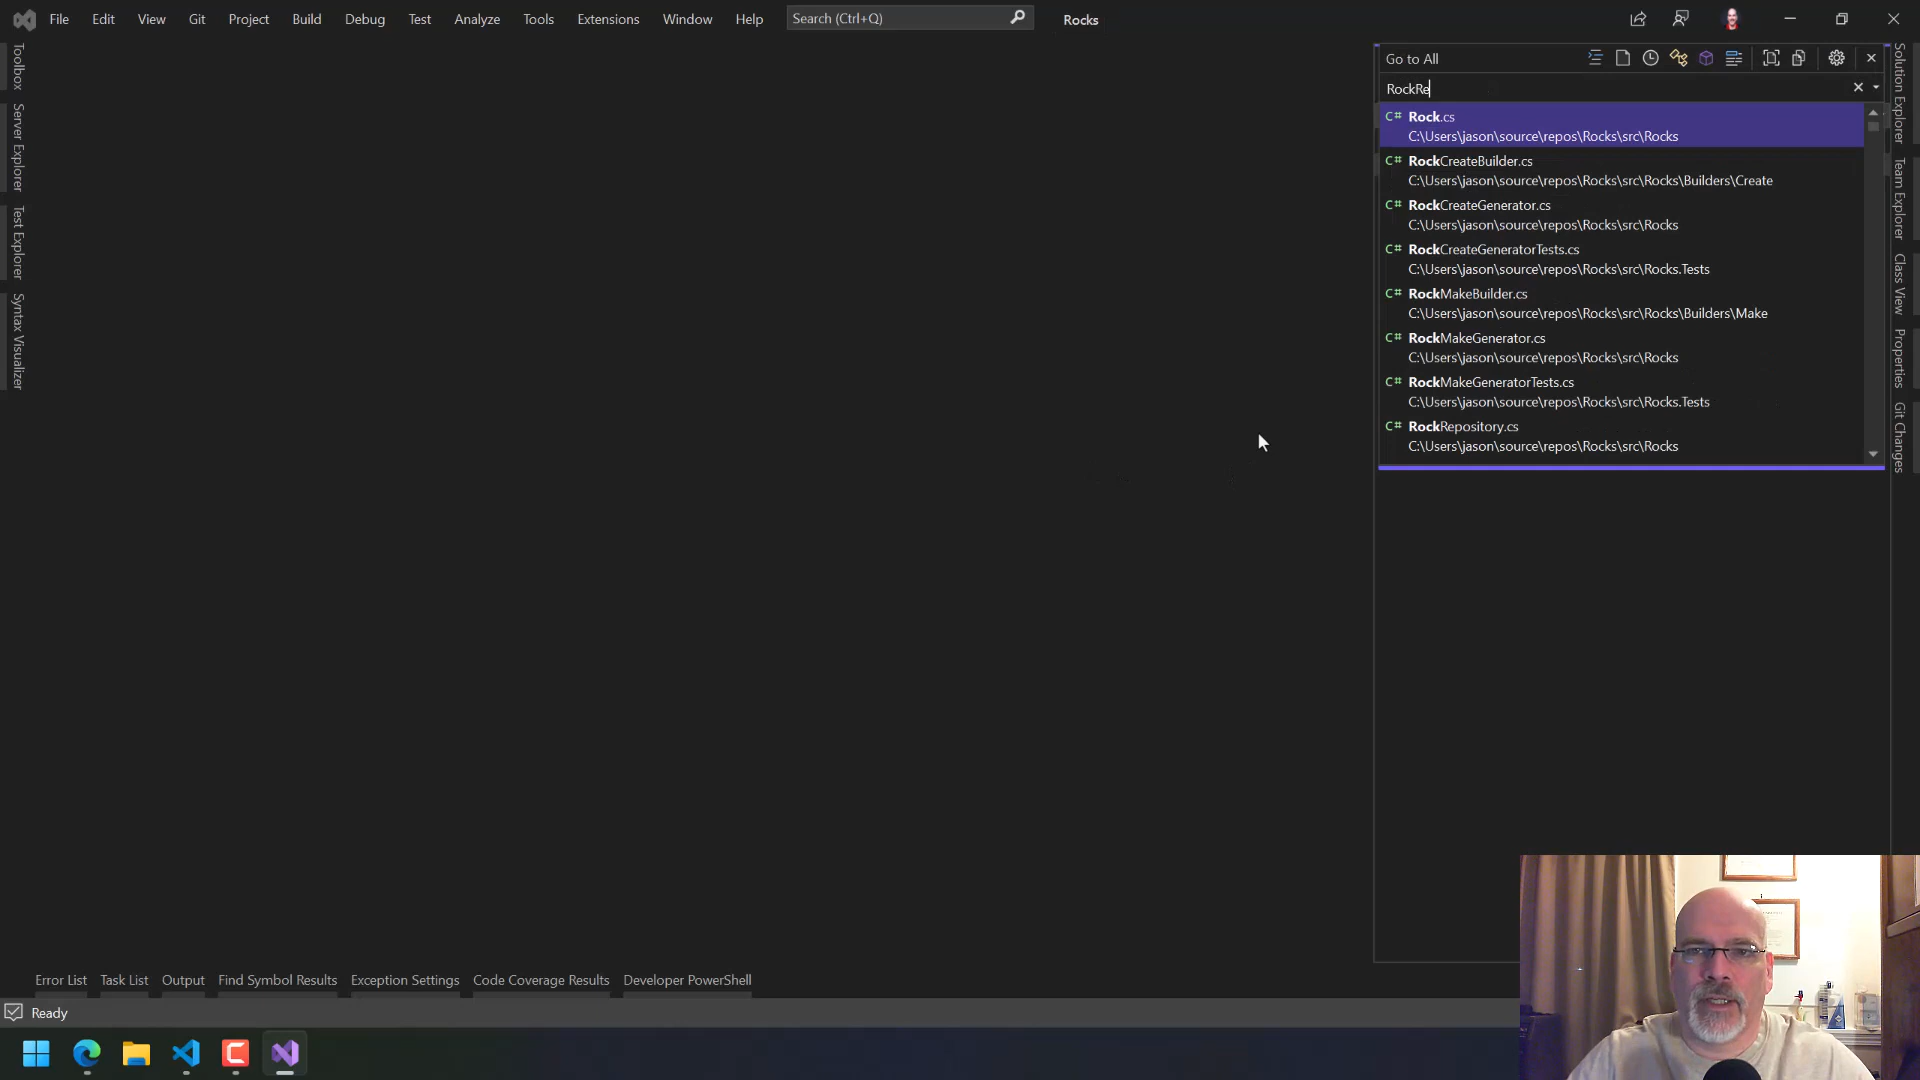 File Edit View Git Project Build Debug Test Analyze Tools Extensions Window Help Search (Ctrl+Q) Rocks
Toolbox
Server Explorer
Test Explorer
Syntax Visualizer
Go to All
RockRe
C# Rock.cs
C:\Users\jason\source\repos\Rocks\src\Rocks
C# RockCreateBuilder.cs
C:\Users\jason\source\repos\Rocks\src\Rocks\Builders\Create
C# RockCreateGenerator.cs
C:\Users\jason\source\repos\Rocks\src\Rocks
C# RockCreateGeneratorTests.cs
C:\Users\jason\source\repos\Rocks\src\Rocks.Tests
C# RockMakeBuilder.cs
C:\Users\jason\source\repos\Rocks\src\Rocks\Builders\Make
C# RockMakeGenerator.cs
C:\Users\jason\source\repos\Rocks\src\Rocks
C# RockMakeGeneratorTests.cs
C:\Users\jason\source\repos\Rocks\src\Rocks.Tests
C# RockRepository.cs
C:\Users\jason\source\repos\Rocks\src\Rocks
Solution Explorer
Team Explorer
Class View
Properties
Git Changes
Error List Task List Output Find Symbol Results Exception Settings Code Coverage Results Developer PowerShell
Ready